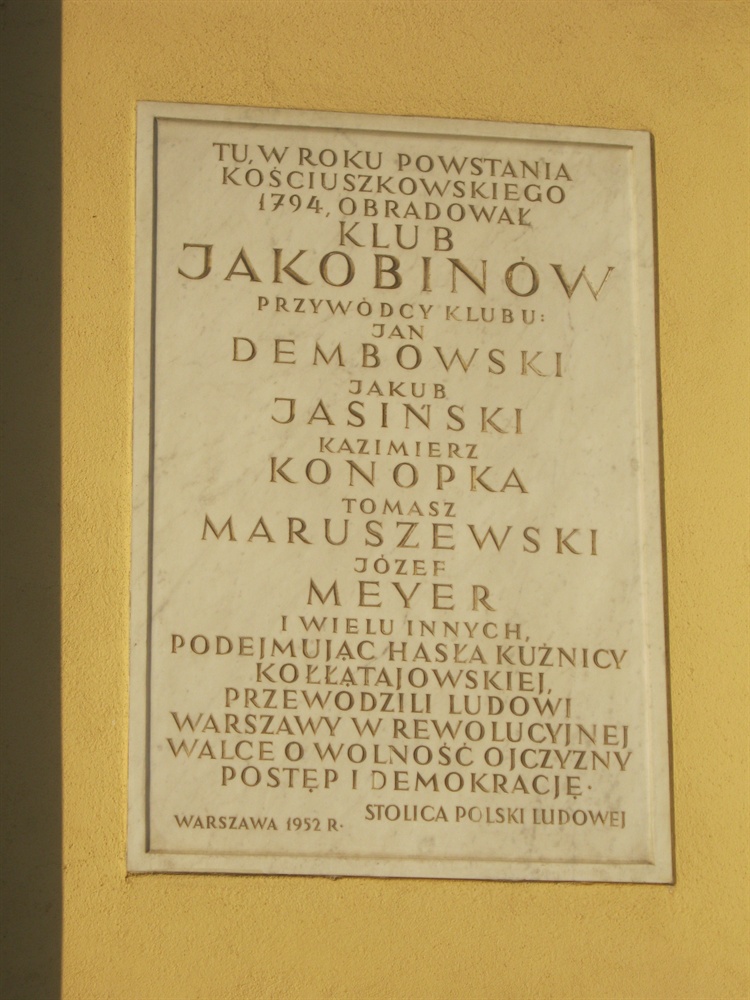 TU, W ROKU POWSTANIA
KOŚCIUSZKOWSKIEGO
1794, OBRADOWAŁ
KLUB
JAKOBINÓW
PRZYWÓDCY KLUBU:
JAN
DEMBOWSKI
JAKUB
JASIŃSKI
KAZIMIERZ
KONOPKA
TOMASZ
MARUSZEWSKI
JÓZEF
MEYER
I WIELU INNYCH,
PODEJMUJĄC HASŁA KUŹNICY
KOŁŁĄTAJOWSKIEJ,
PRZEWODZILI LUDOWI
WARSZAWY W REWOLUCYJNEJ
WALCE O WOLNOŚĆ OJCZYZNY
POSTĘP I DEMOKRACJĘ.
WARSZAWA 1952 R. STOLICA POLSKI LUDOWEJ